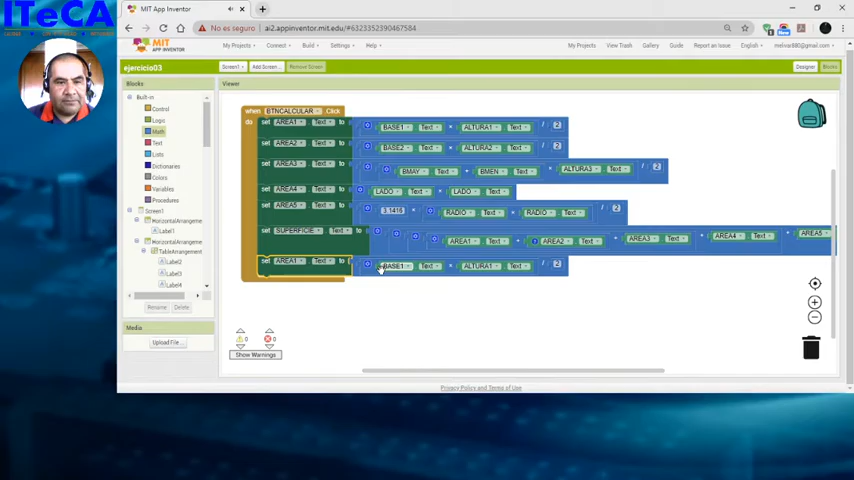 ITeCA
MIT App Inventor
No es seguro
ai2.appinventor.mit.edu/#6323352390467584
MIT
APP INVENTOR
My Projects
Connect
Build
Settings
Help
My Projects
View Trash
Gallery
Guide
Report an Issue
English
melivar880@gmail.com
ejercicio03
Screen1
Add Screen ...
Remove Screen
Designer
Blocks
Blocks
Viewer
Built-in
Control
Logic
Math
Text
Lists
Dictionaries
Colors
Variables
Procedures
Screen1
HorizontalArrangeme
Label1
HorizontalArrangeme
TableArrangement
Label2
Label3
Label4
Rename
Delete
Media
Upload File ...
when BTNCALCULAR .Click
do set AREA1 . Text to BASE1 . Text × ALTURA1 . Text / 2
set AREA2 . Text to BASE2 . Text × ALTURA2 . Text / 2
set AREA3 . Text to BMAY . Text + BMEN . Text × ALTURA3 . Text / 2
set AREA4 . Text to LADO . Text × LADO . Text
set AREA5 . Text to 3.1416 × RADIO . Text × RADIO . Text / 2
set SUPERFICIE . Text to AREA1 . Text + AREA2 . Text + AREA3 . Text + AREA4 . Text + AREA5
set AREA1 . Text to BASE1 . Text × ALTURA1 . Text / 2
0
0
Show Warnings
Privacy Policy and Terms of Use